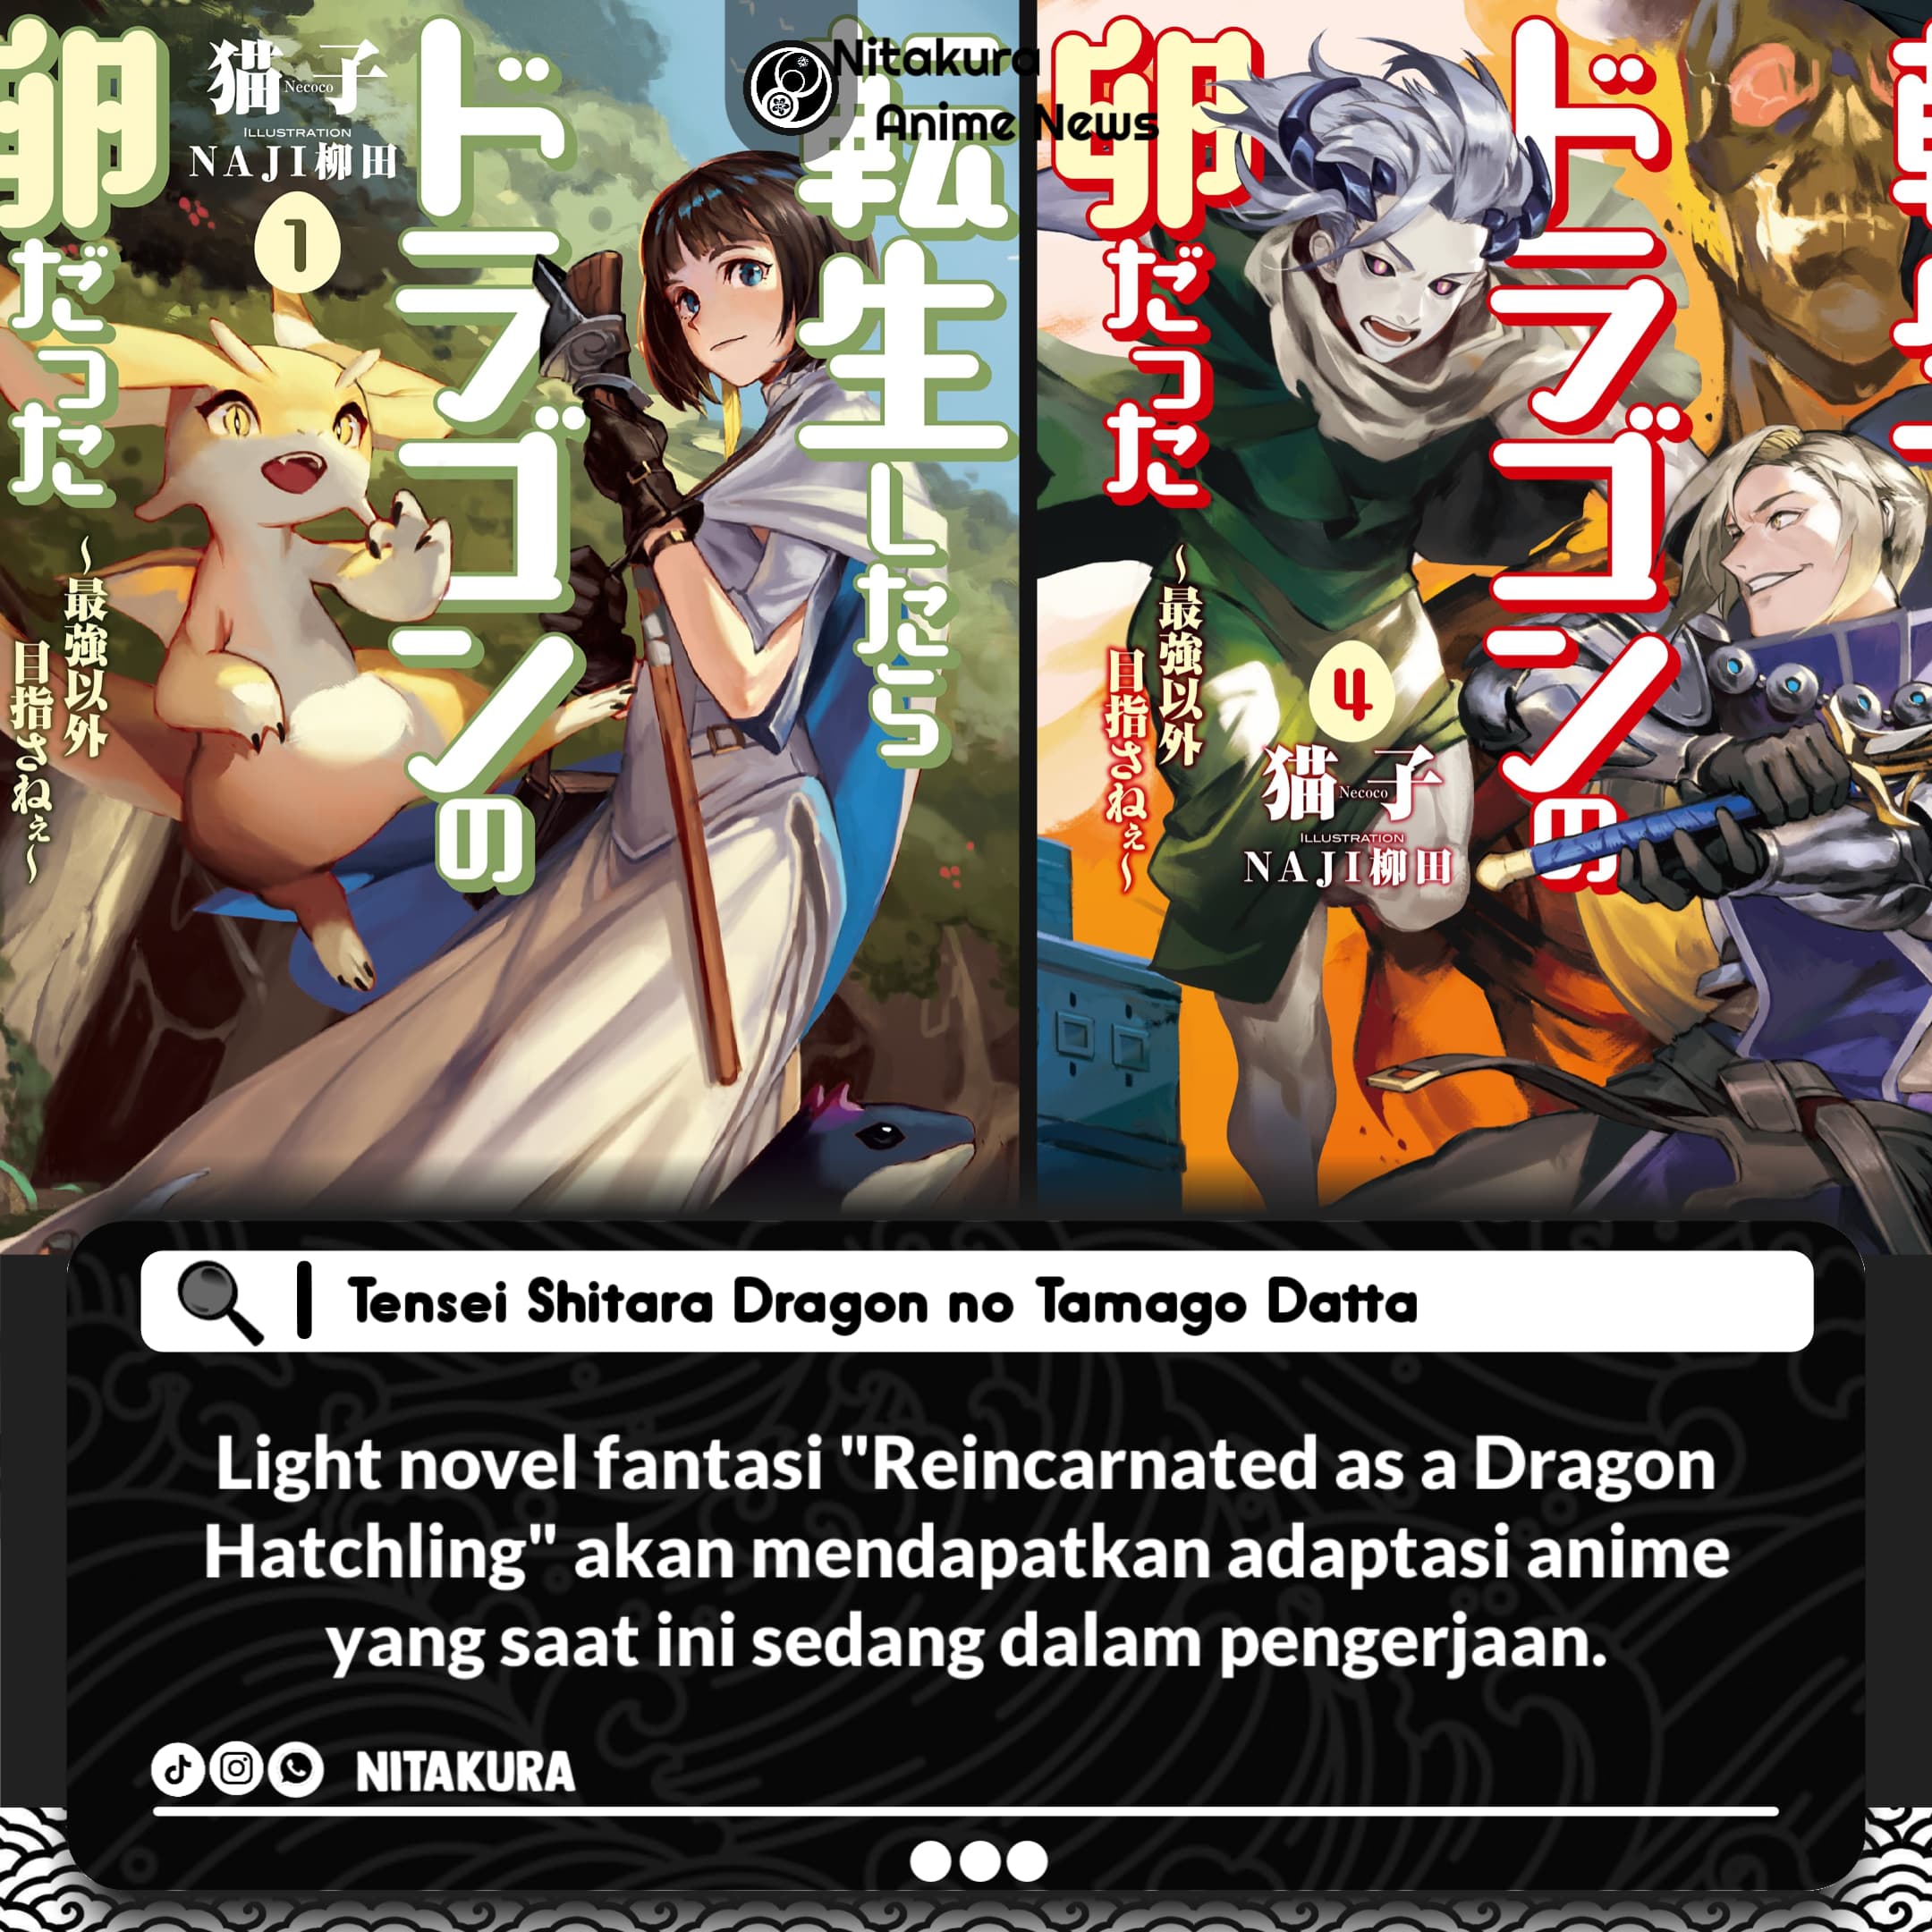 Nitakura
Anime News
転生したら
ドラゴンの
卵だった
～最強以外
目指さねぇ～
猫子
Necoco
ILLUSTRATION
NAJI柳田
1
ドラゴンの
卵だった
～最強以外
目指さねぇ～
4
猫子
Necoco
ILLUSTRATION
NAJI柳田
Tensei Shitara Dragon no Tamago Datta
Light novel fantasi "Reincarnated as a Dragon
Hatchling" akan mendapatkan adaptasi anime
yang saat ini sedang dalam pengerjaan.
NITAKURA